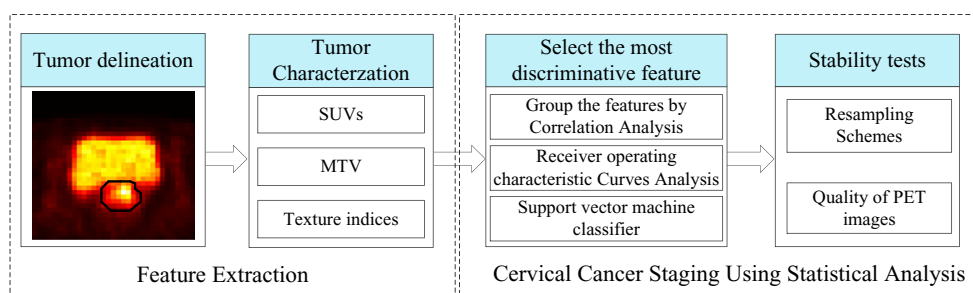 Tumor delineation
Tumor
Characterzation
SUVs
MTV
Texture indices
Feature Extraction
Select the most
discriminative feature
Group the features by
Correlation Analysis
Receiver operating
characteristic Curves Analysis
Support vector machine
classifier
Stability tests
Resampling
Schemes
Quality of PET
images
Cervical Cancer Staging Using Statistical Analysis